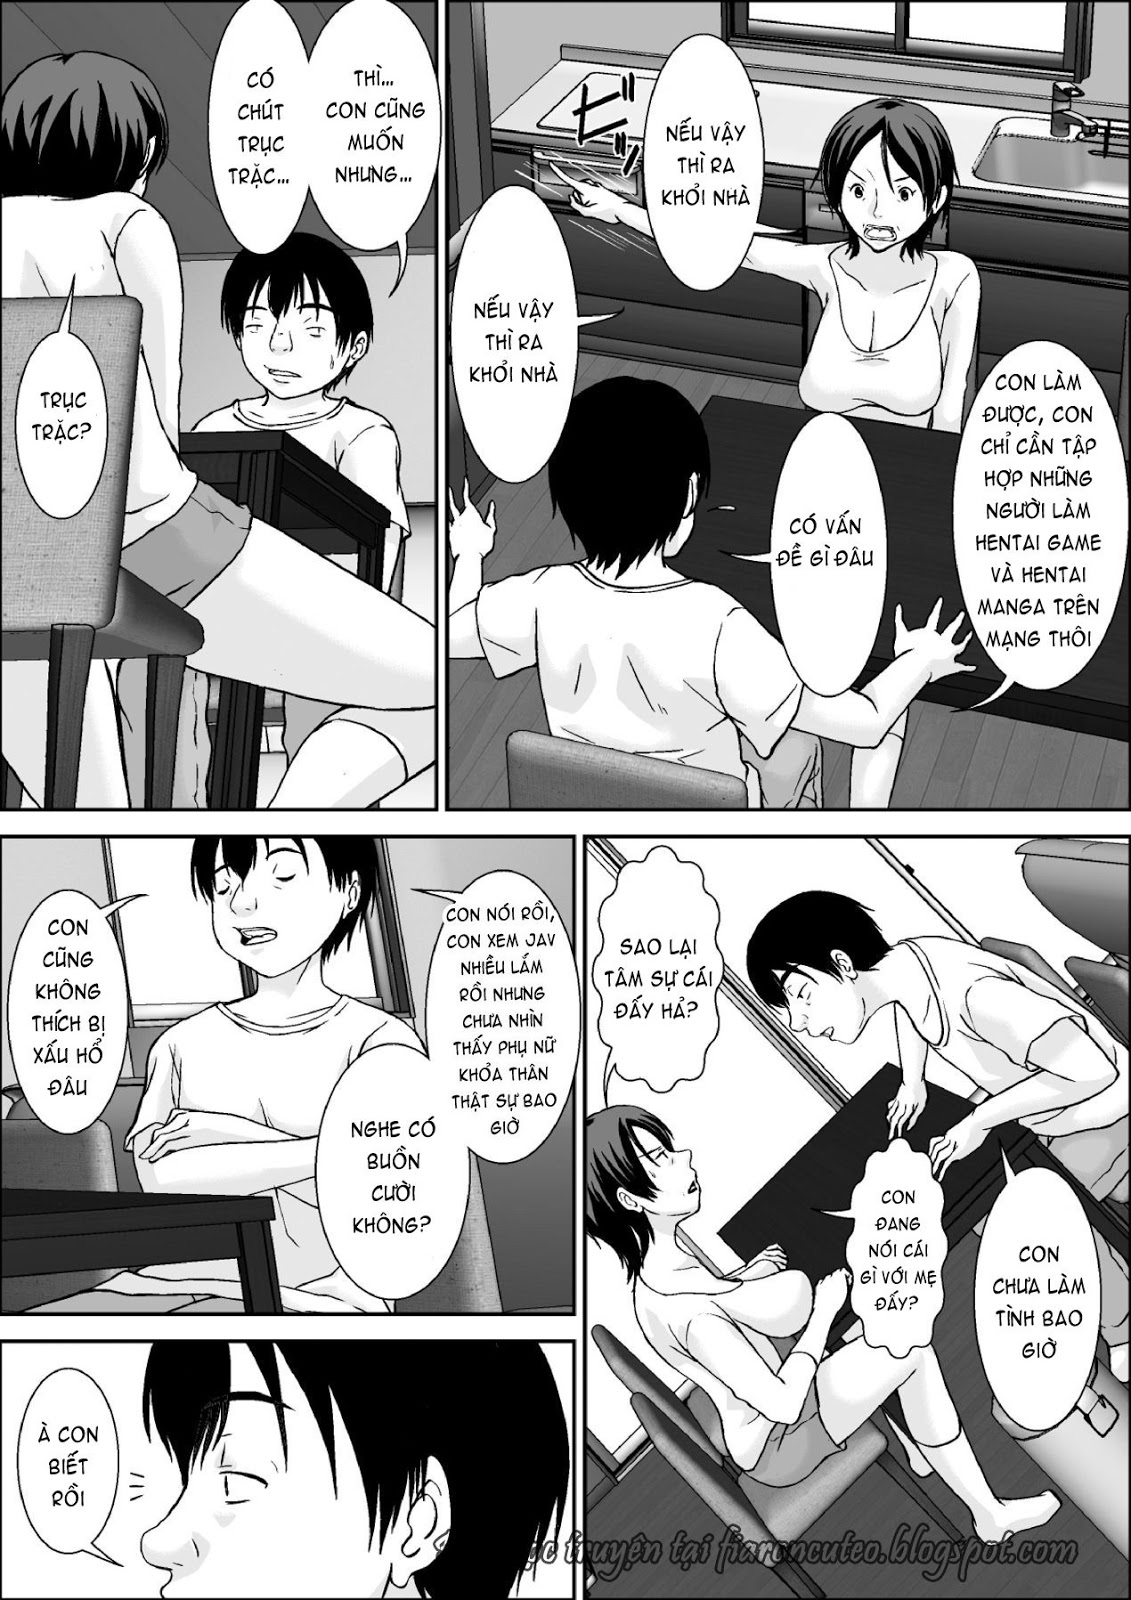 NẾU VẬY
THÌ RA
KHỎI NHÀ
NẾU VẬY
THÌ RA
KHỎI NHÀ
CON LÀM
ĐƯỢC, CON
CHỈ CẦN TẬP
HỢP NHỮNG
NGƯỜI LÀM
HENTAI GAME
VÀ HENTAI
MANGA TRÊN
MẠNG THÔI
CÓ VẤN
ĐỀ GÌ ĐÂU
THÌ...
CON CŨNG
MUỐN
NHƯNG...
CÓ
CHÚT
TRỤC
TRẶC...
TRỤC
TRẶC?
SAO LẠI
TÂM SỰ CÁI
ĐẤY HẢ?
CON
CHƯA LÀM
TÌNH BAO
GIỜ
CON
ĐANG
NÓI CÁI
GÌ VỚI MẸ
ĐẤY?
CON NÓI RỒI,
CON XEM JAV
NHIỀU LẮM
RỒI NHƯNG
CHƯA NHÌN
THẤY PHỤ NỮ
KHỎA THÂN
THẬT SỰ BAO
GIỜ
NGHE CÓ
BUỒN
CƯỜI
KHÔNG?
CON
CŨNG
KHÔNG
THÍCH BỊ
XẤU HỔ
ĐÂU
À CON
BIẾT
RỒI
truyện tại fiaroncuteo.blogspot.com